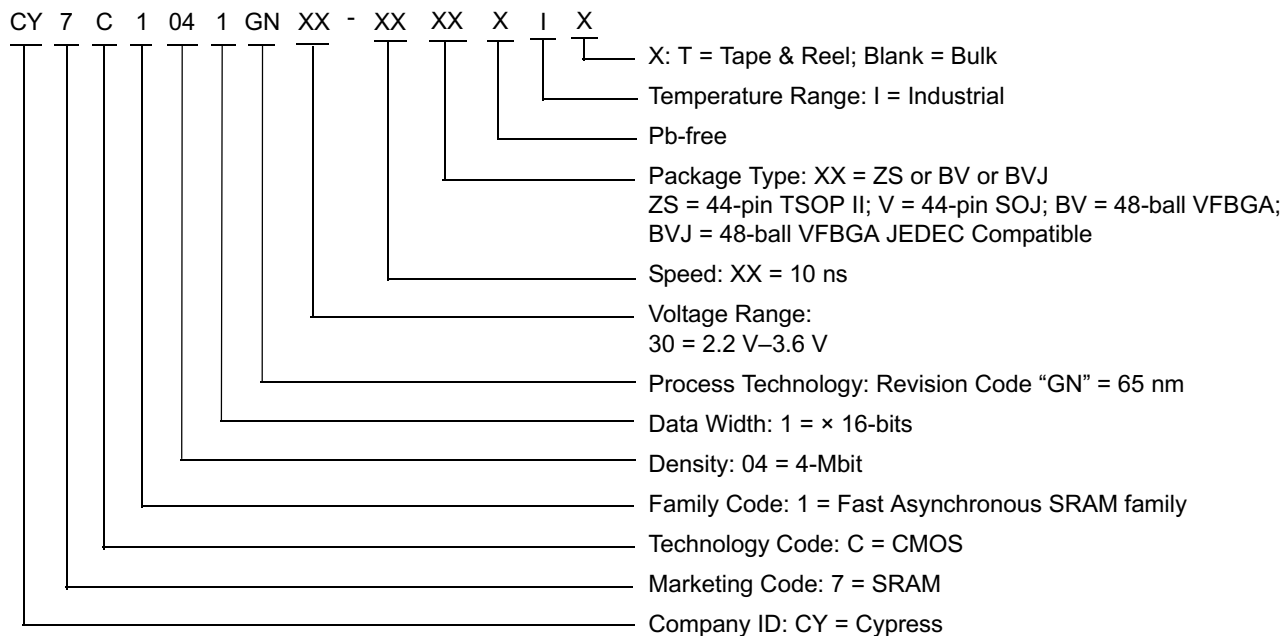 CY 7 C 1 04 1 GN XX - XX XX X I X
X: T = Tape & Reel; Blank = Bulk
Temperature Range: I = Industrial
Pb-free
Package Type: XX = ZS or BV or BVJ
ZS = 44-pin TSOP II; V = 44-pin SOJ; BV = 48-ball VFBGA;
BVJ = 48-ball VFBGA JEDEC Compatible
Speed: XX = 10 ns
Voltage Range:
30 = 2.2 V–3.6 V
Process Technology: Revision Code “GN” = 65 nm
Data Width: 1 = × 16-bits
Density: 04 = 4-Mbit
Family Code: 1 = Fast Asynchronous SRAM family
Technology Code: C = CMOS
Marketing Code: 7 = SRAM
Company ID: CY = Cypress